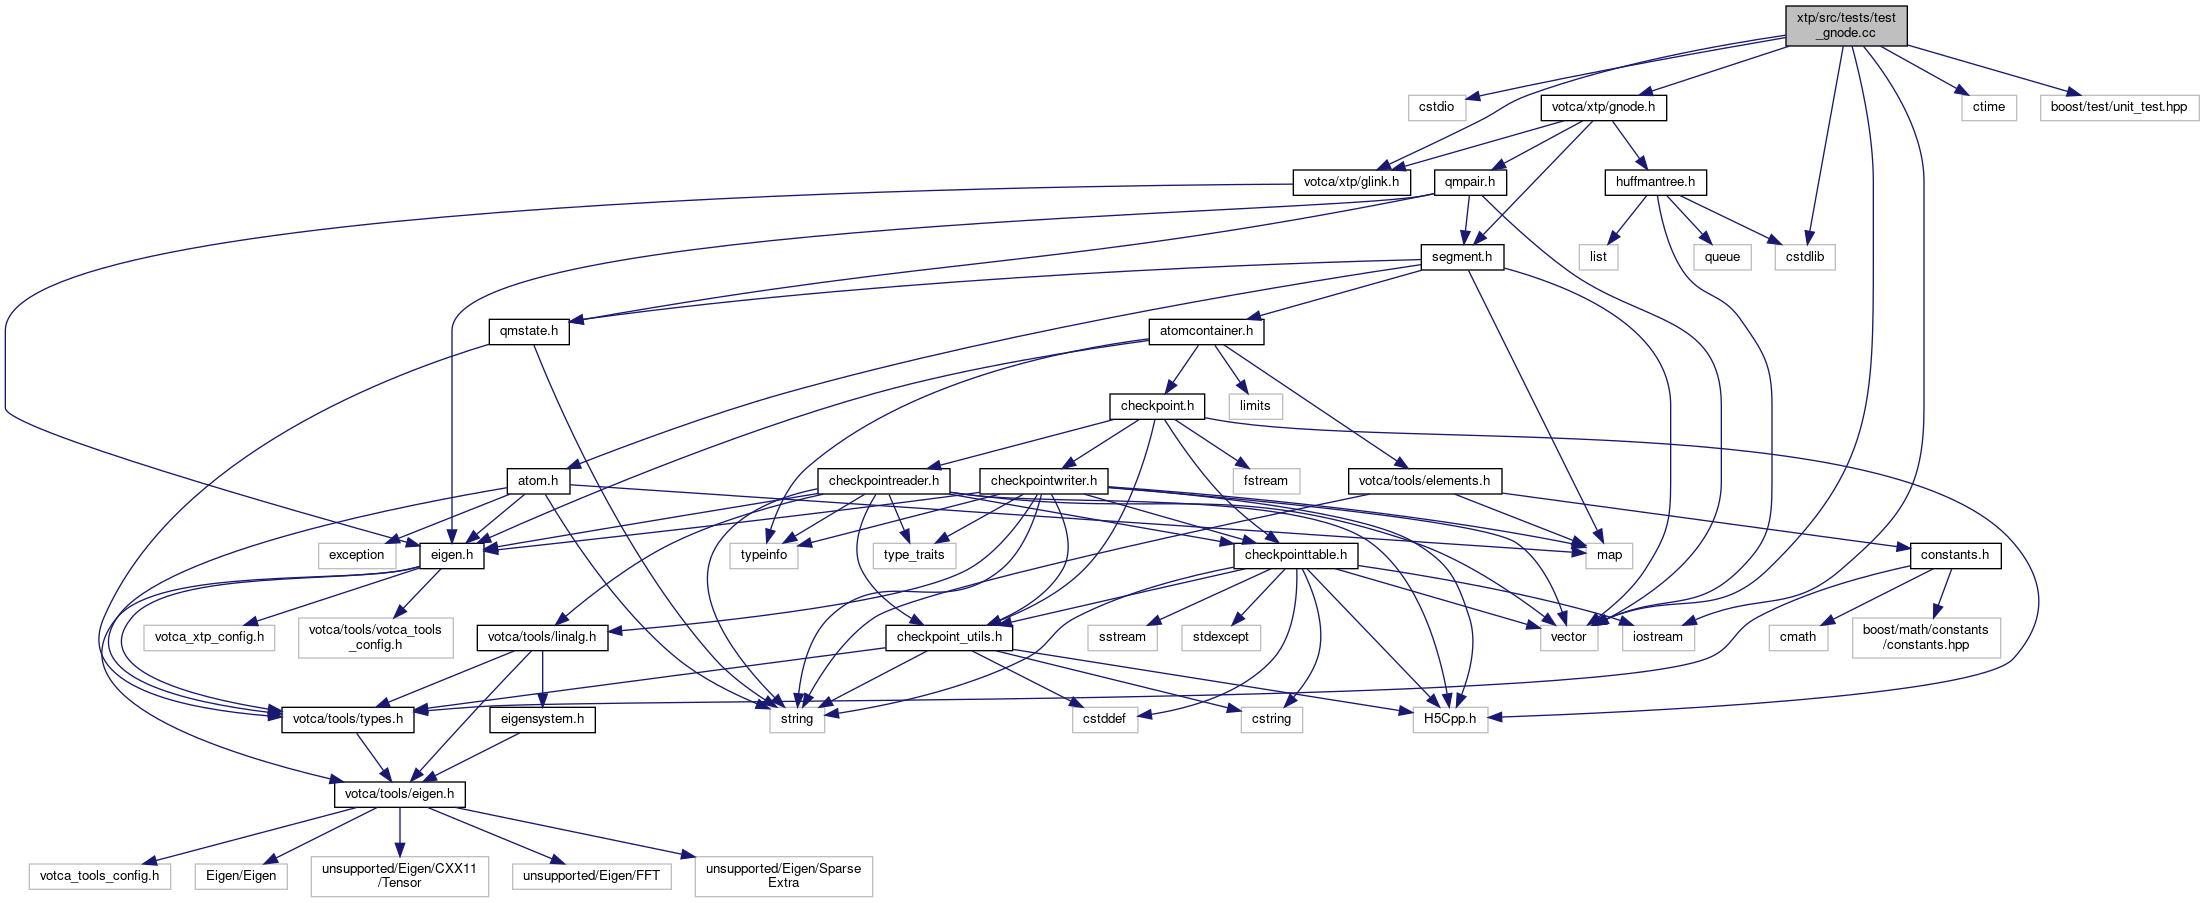 xtp/src/tests/test
_gnode.cc
cstdio
votca/xtp/gnode.h
ctime
boost/test/unit_test.hpp
votca/xtp/glink.h
qmpair.h
huffmantree.h
segment.h
list
queue
cstdlib
qmstate.h
atomcontainer.h
checkpoint.h
limits
atom.h
checkpointreader.h
checkpointwriter.h
fstream
votca/tools/elements.h
exception
eigen.h
typeinfo
type_traits
checkpointtable.h
map
constants.h
votca_xtp_config.h
votca/tools/votca_tools
_config.h
votca/tools/linalg.h
checkpoint_utils.h
sstream
stdexcept
vector
iostream
cmath
boost/math/constants
/constants.hpp
votca/tools/types.h
eigensystem.h
string
cstddef
cstring
H5Cpp.h
votca/tools/eigen.h
votca_tools_config.h
Eigen/Eigen
unsupported/Eigen/CXX11
/Tensor
unsupported/Eigen/FFT
unsupported/Eigen/Sparse
Extra